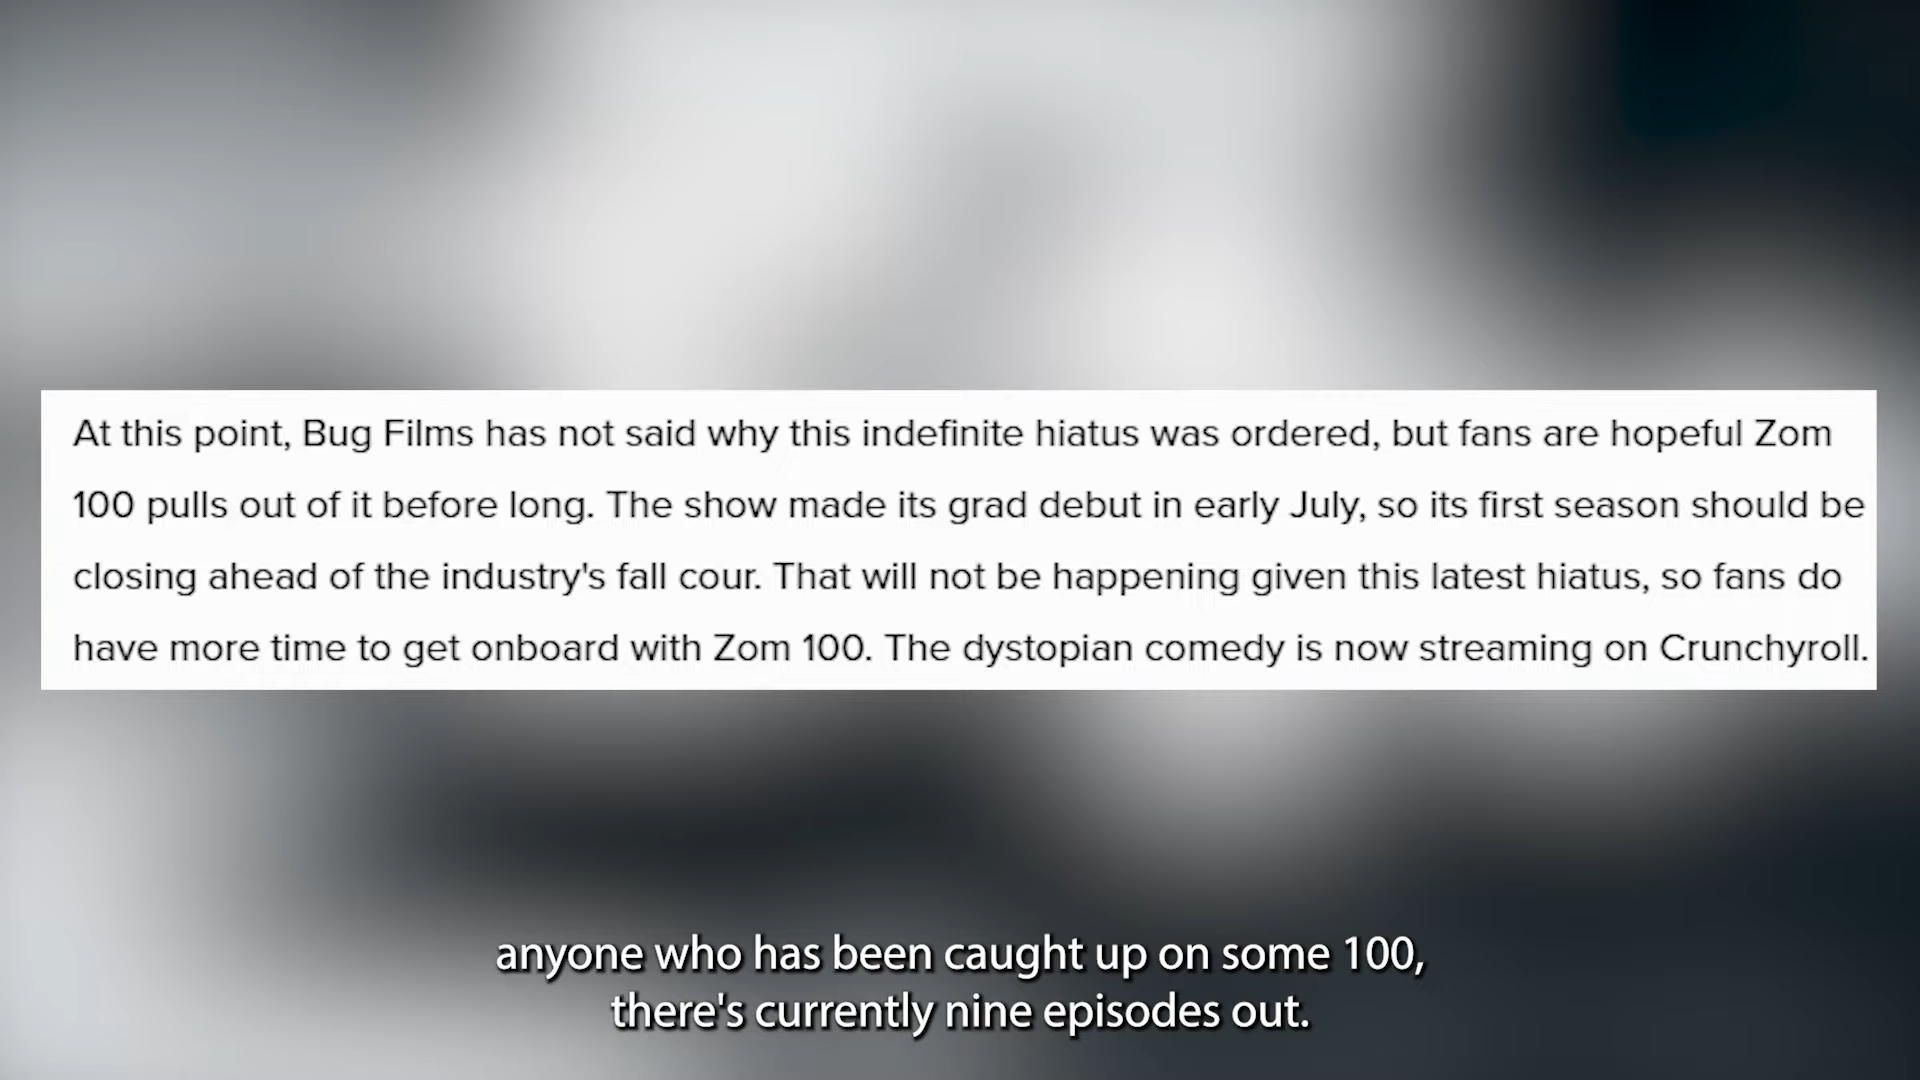 At this point, Bug Films has not said why this indefinite hiatus was ordered, but fans are hopeful Zom
100 pulls out of it before long. The show made its grad debut in early July, so its first season should be
closing ahead of the industry's fall cour. That will not be happening given this latest hiatus, so fans do
have more time to get onboard with Zom 100. The dystopian comedy is now streaming on Crunchyroll.
anyone who has been caught up on some 100,
there's currently nine episodes out.